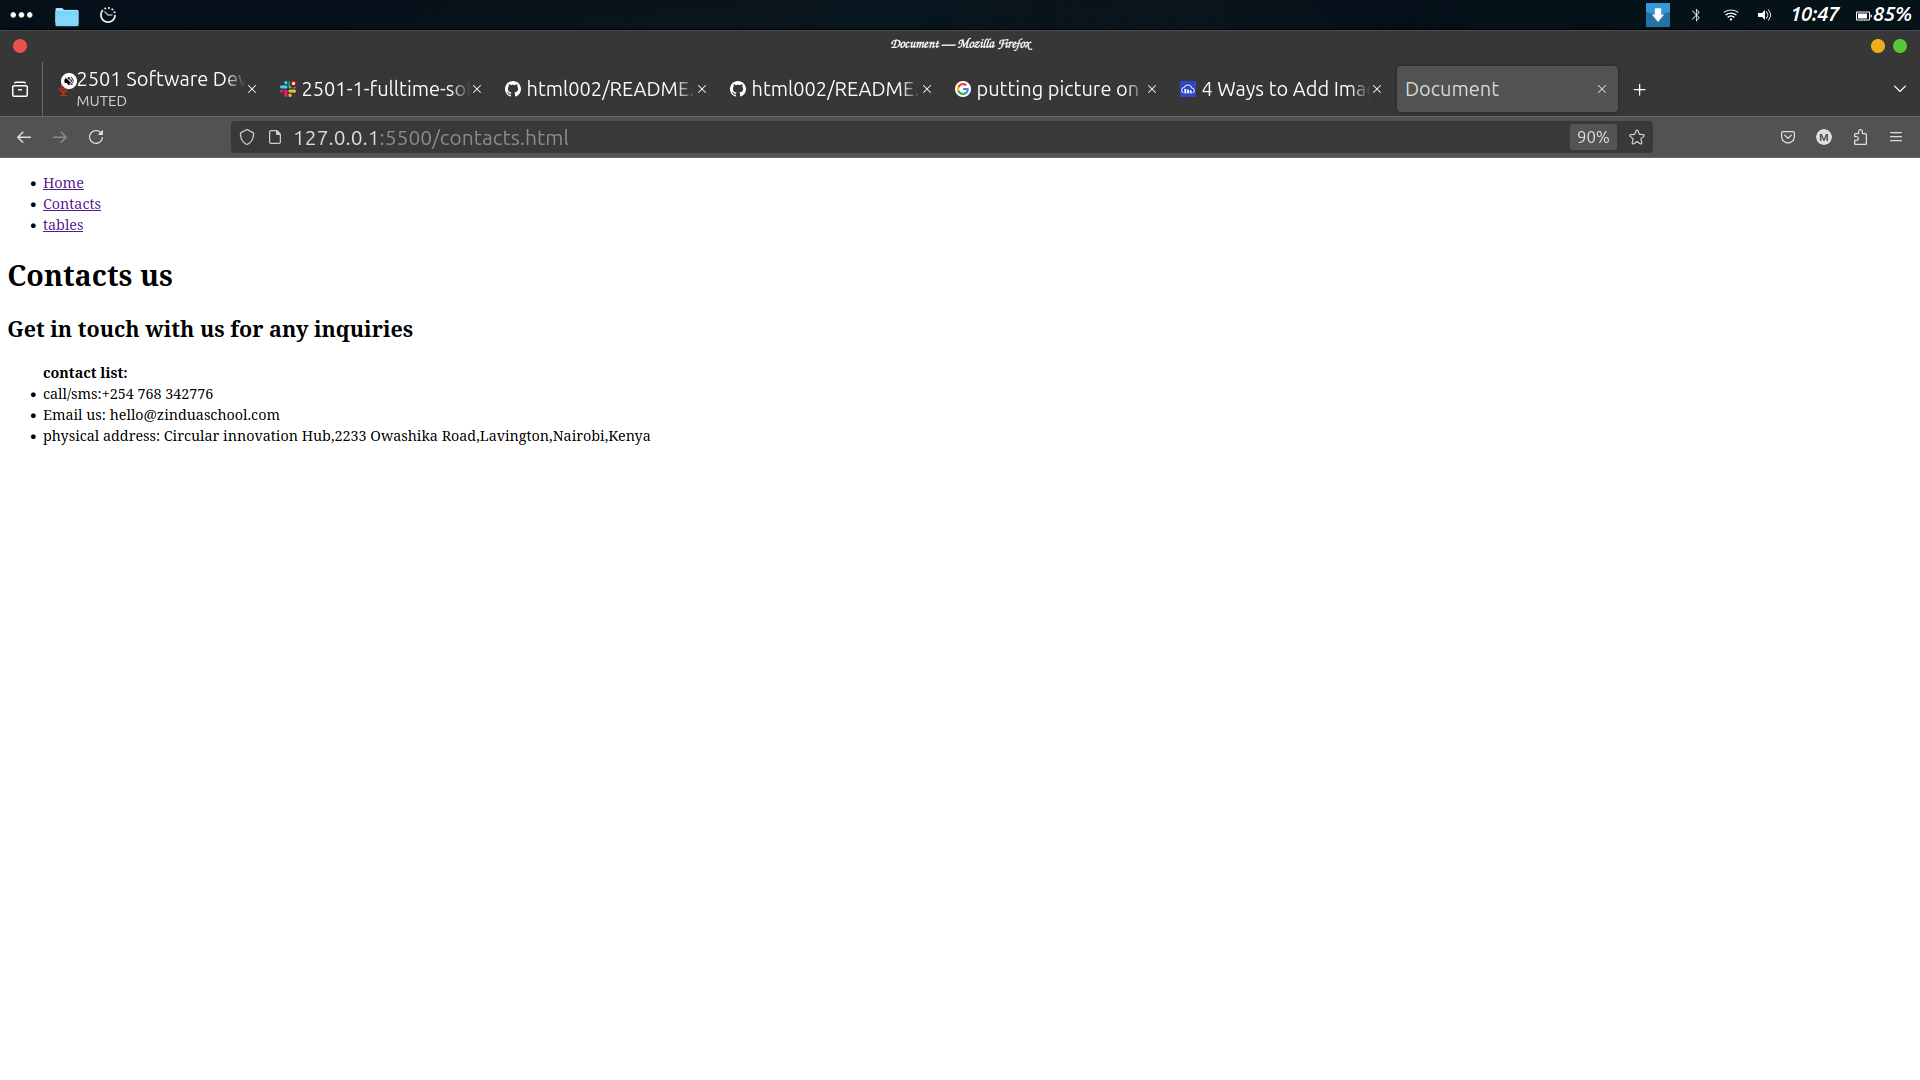 10:47
85%
Document — Mozilla Firefox
2501 Software Dev
MUTED
2501-1-fulltime-so
html002/README.
html002/README.
putting picture on
4 Ways to Add Ima
Document
127.0.0.1:5500/contacts.html
90%
M
Home
Contacts
tables
Contacts us
Get in touch with us for any inquiries
contact list:
call/sms:+254 768 342776
Email us: hello@zinduaschool.com
physical address: Circular innovation Hub,2233 Owashika Road,Lavington,Nairobi,Kenya